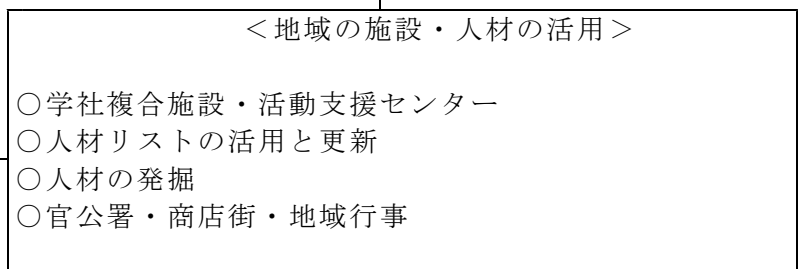 ＜地域の施設・人材の活用＞
○学社複合施設・活動支援センター
○人材リストの活用と更新
○人材の発掘
○官公署・商店街・地域行事